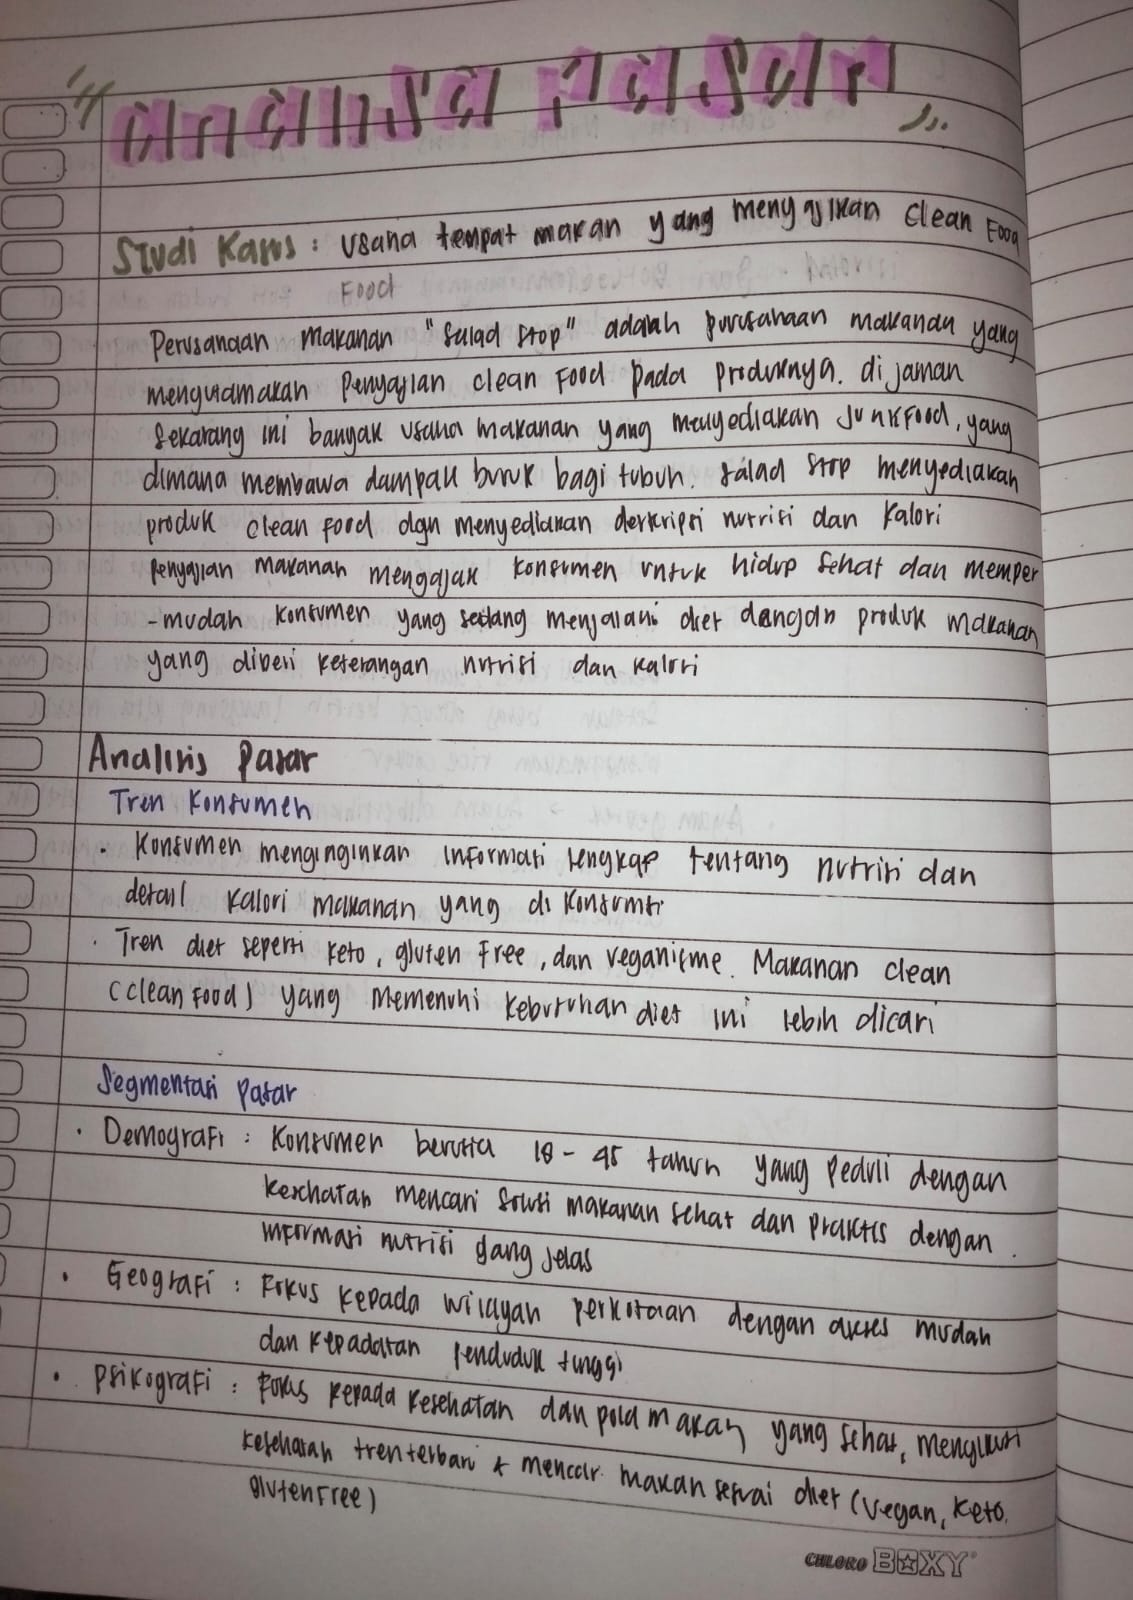 analisa pasar
Studi Kasus : usaha tempat makan yang menyajikan clean Food
Food
Perusahaan makanan "Salad Stop" adalah perusahaan makanan yang
mengutamakan penyajian clean Food pada produknya. di jaman
sekarang ini banyak usaha makanan yang menyediakan Junkfood, yang
dimana membawa dampak buruk bagi tubuh. Salad Stop menyediakan
produk clean food dgn menyediakan deskripsi nutrisi dan Kalori
Penyajian makanan mengajak konsumen untuk hidup sehat dan memper
-mudah konsumen yang sedang menjalani diet dengan produk makanan
yang diberi keterangan nutrisi dan kalori
Analisis Pasar
Tren Konsumen
· Konsumen menginginkan informasi lengkap tentang nutrisi dan
detail kalori makanan yang di konsumsi
· Tren diet seperti keto, gluten Free, dan veganisme. Makanan clean
(clean Food) yang memenuhi kebutuhan diet ini lebih dicari
Segmentasi Pasar
· Demografi : Konsumen berusia 18 - 45 tahun yang peduli dengan
kesehatan mencari solusi makanan sehat dan praktis dengan
informasi nutrisi yang jelas
· Geografi : Fokus kepada wilayah perkotaan dengan akses mudah
dan kepadatan penduduk tinggi
· Psikografi : Fokus kepada kesehatan dan pola makan yang sehat, mengikuti
kesehatan tren terbari & mencari makan sesuai diet (vegan, keto,
gluten Free)
CHLORO BOXY